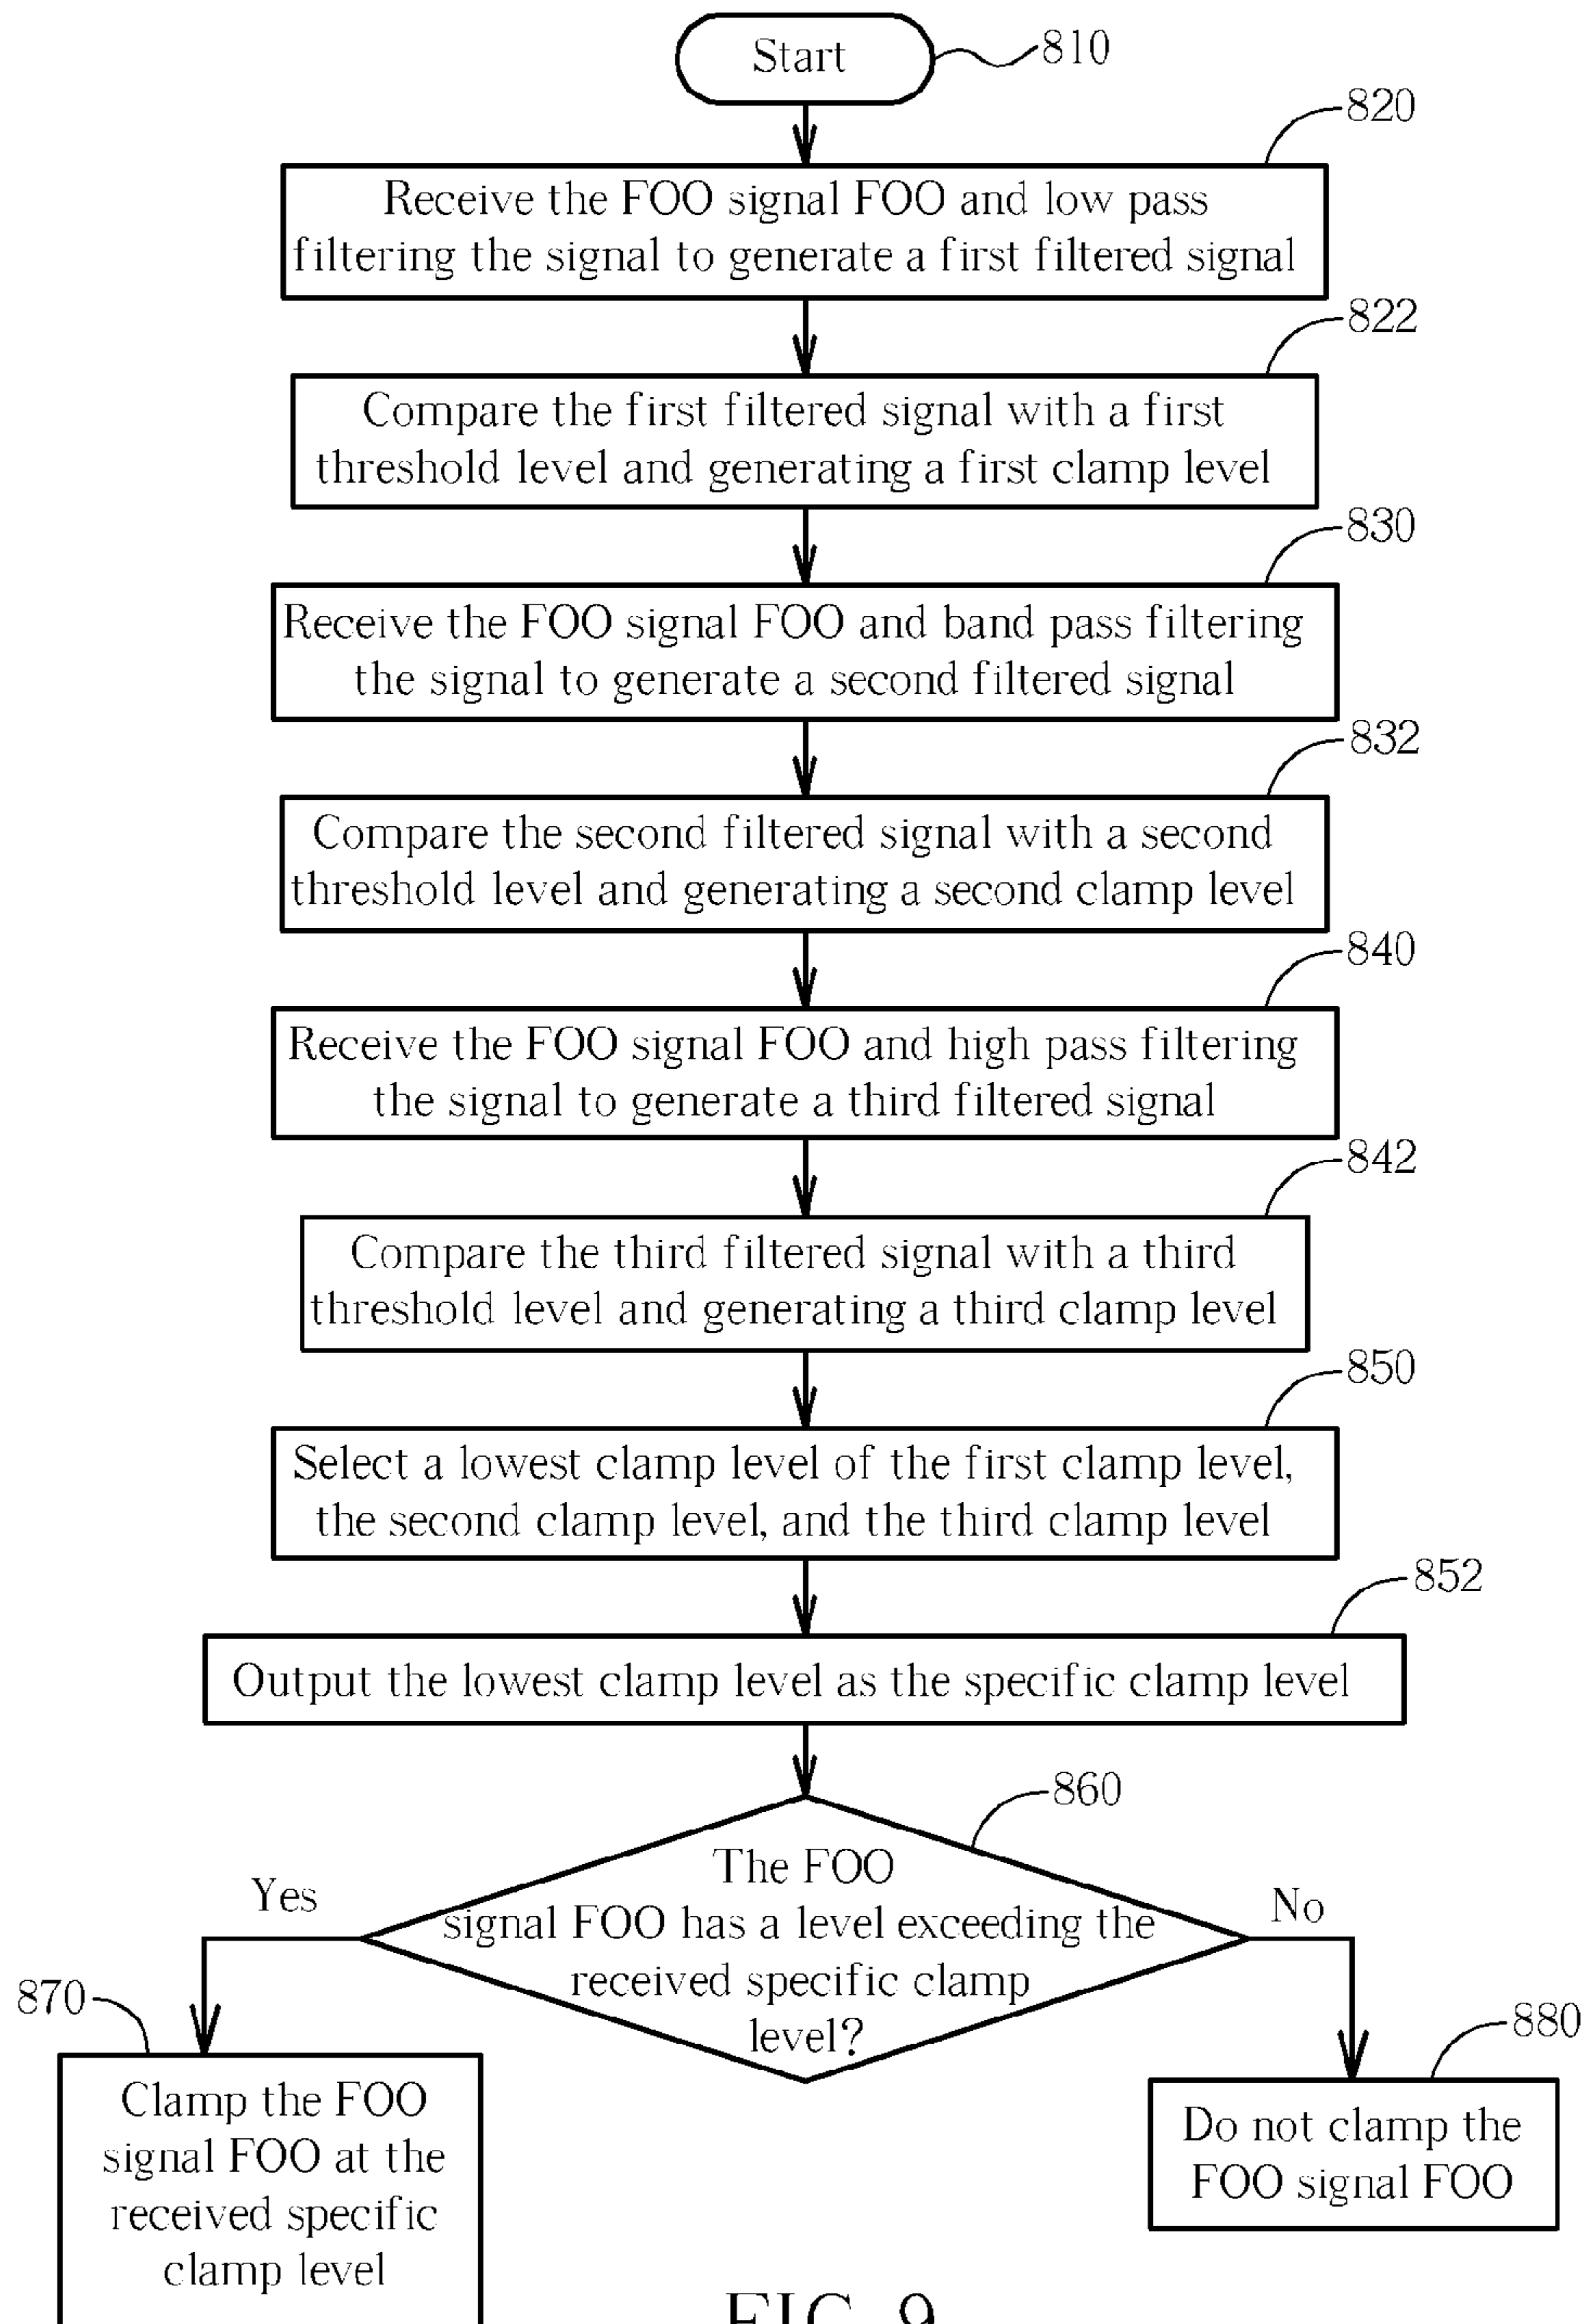 Start
810
820
Receive the FOO signal FOO and low pass
filtering the signal to generate a first filtered signal
822
Compare the first filtered signal with a first
threshold level and generating a first clamp level
830
Receive the FOO signal FOO and band pass filtering
the signal to generate a second filtered signal
832
Compare the second filtered signal with a second
threshold level and generating a second clamp level
840
Receive the FOO signal FOO and high pass filtering
the signal to generate a third filtered signal
842
Compare the third filtered signal with a third
threshold level and generating a third clamp level
850
Select a lowest clamp level of the first clamp level,
the second clamp level, and the third clamp level
852
Output the lowest clamp level as the specific clamp level
860
The FOO
signal FOO has a level exceeding the
received specific clamp
level?
Yes
No
870
Clamp the FOO
signal FOO at the
received specific
clamp level
880
Do not clamp the
FOO signal FOO
FIG. 9